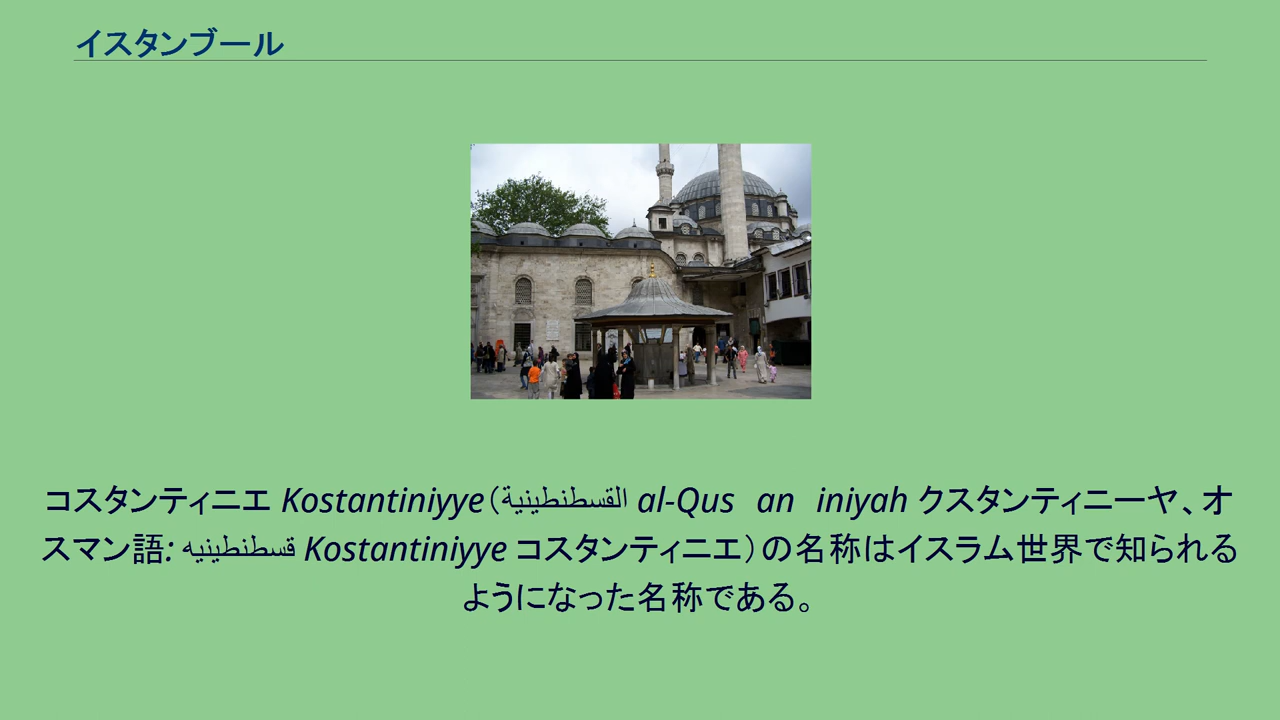 イスタンブール
コスタンティニエ Kostantiniyye（القسطنطينية al-Qus an iniyah クスタンティニーヤ、オ
スマン語: قسطنطينيه Kostantiniyye コスタンティニエ）の名称はイスラム世界で知られる
ようになった名称である。